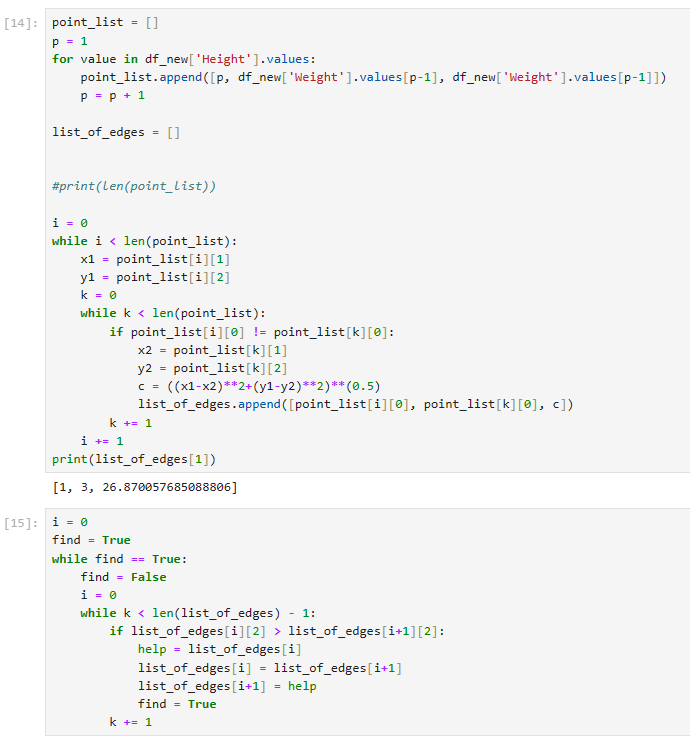 [14]: point_list = []
p = 1
for value in df_new['Height'].values:
    point_list.append([p, df_new['Weight'].values[p-1], df_new['Weight'].values[p-1]])
    p = p + 1

list_of_edges = []


#print(len(point_list))

i = 0
while i < len(point_list):
    x1 = point_list[i][1]
    y1 = point_list[i][2]
    k = 0
    while k < len(point_list):
        if point_list[i][0] != point_list[k][0]:
            x2 = point_list[k][1]
            y2 = point_list[k][2]
            c = ((x1-x2)**2+(y1-y2)**2)**(0.5)
            list_of_edges.append([point_list[i][0], point_list[k][0], c])
        k += 1
    i += 1
print(list_of_edges[1])
[1, 3, 26.870057685088806]
[15]: i = 0
find = True
while find == True:
    find = False
    i = 0
    while k < len(list_of_edges) - 1:
        if list_of_edges[i][2] > list_of_edges[i+1][2]:
            help = list_of_edges[i]
            list_of_edges[i] = list_of_edges[i+1]
            list_of_edges[i+1] = help
            find = True
        k += 1